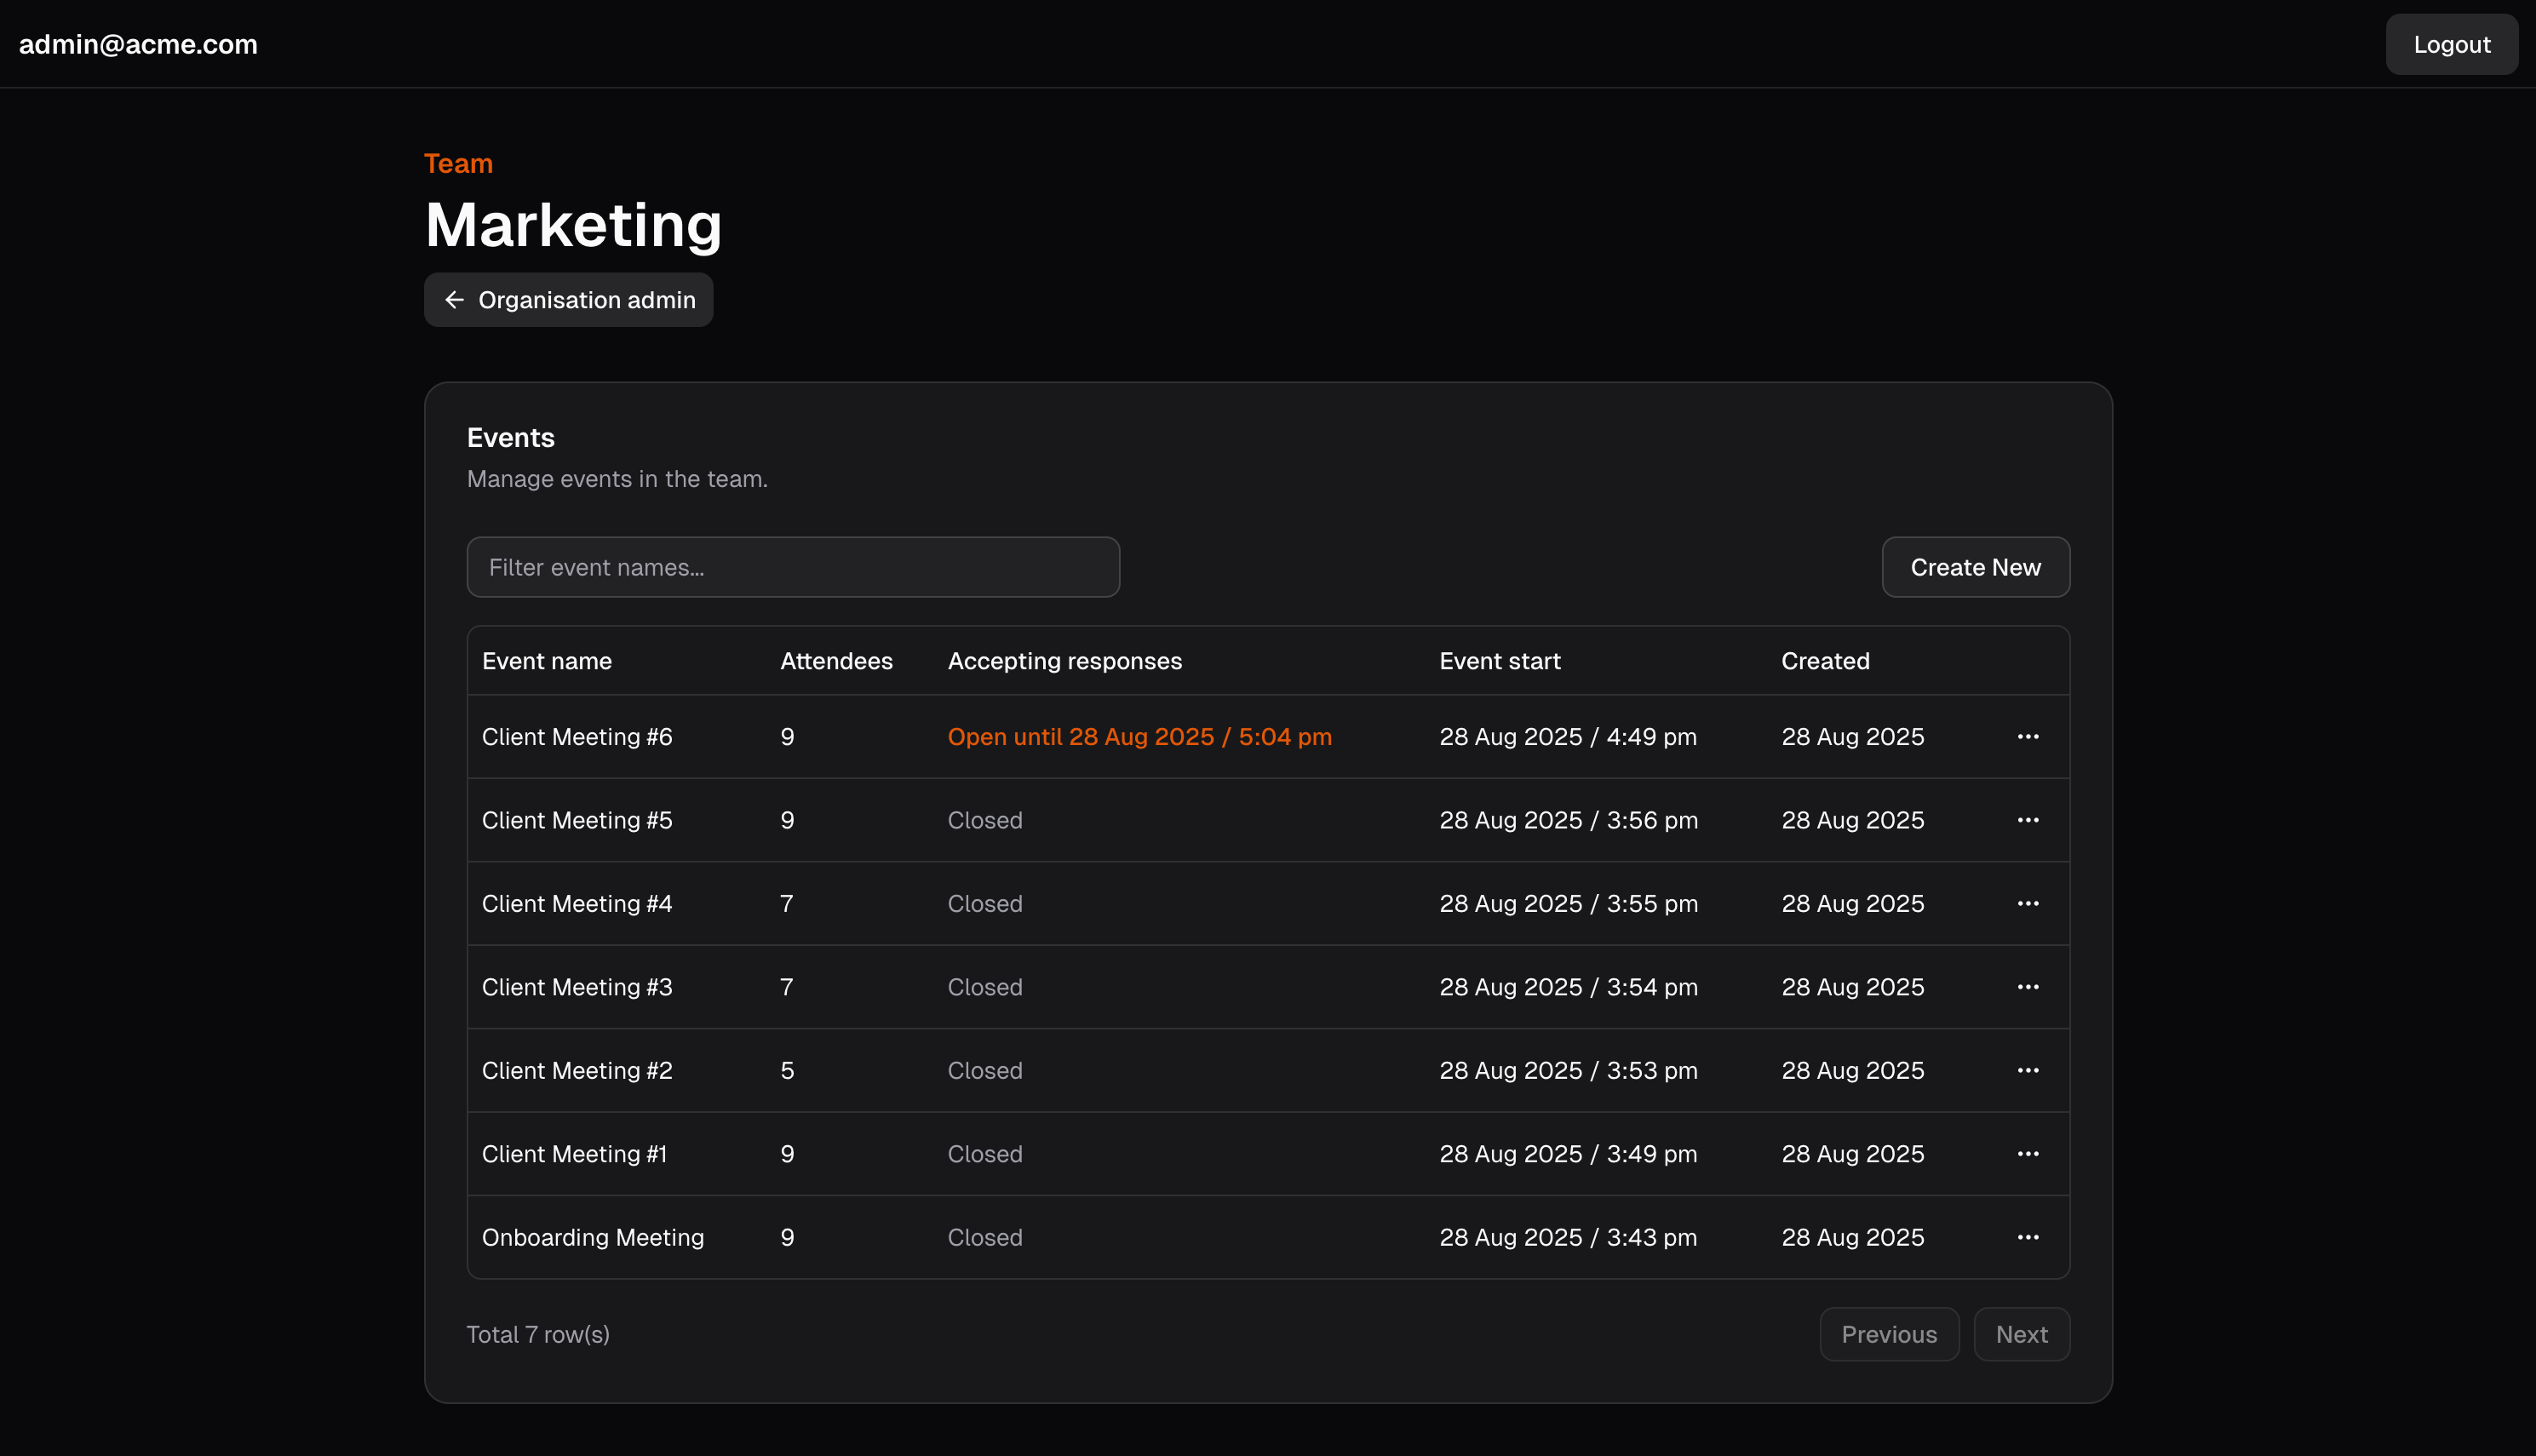 admin@acme.com Logout
Team
Marketing
← Organisation admin
Events
Manage events in the team.
Filter event names... Create New
Event name Attendees Accepting responses Event start Created
Client Meeting #6 9 Open until 28 Aug 2025 / 5:04 pm 28 Aug 2025 / 4:49 pm 28 Aug 2025 ...
Client Meeting #5 9 Closed 28 Aug 2025 / 3:56 pm 28 Aug 2025 ...
Client Meeting #4 7 Closed 28 Aug 2025 / 3:55 pm 28 Aug 2025 ...
Client Meeting #3 7 Closed 28 Aug 2025 / 3:54 pm 28 Aug 2025 ...
Client Meeting #2 5 Closed 28 Aug 2025 / 3:53 pm 28 Aug 2025 ...
Client Meeting #1 9 Closed 28 Aug 2025 / 3:49 pm 28 Aug 2025 ...
Onboarding Meeting 9 Closed 28 Aug 2025 / 3:43 pm 28 Aug 2025 ...
Total 7 row(s) Previous Next